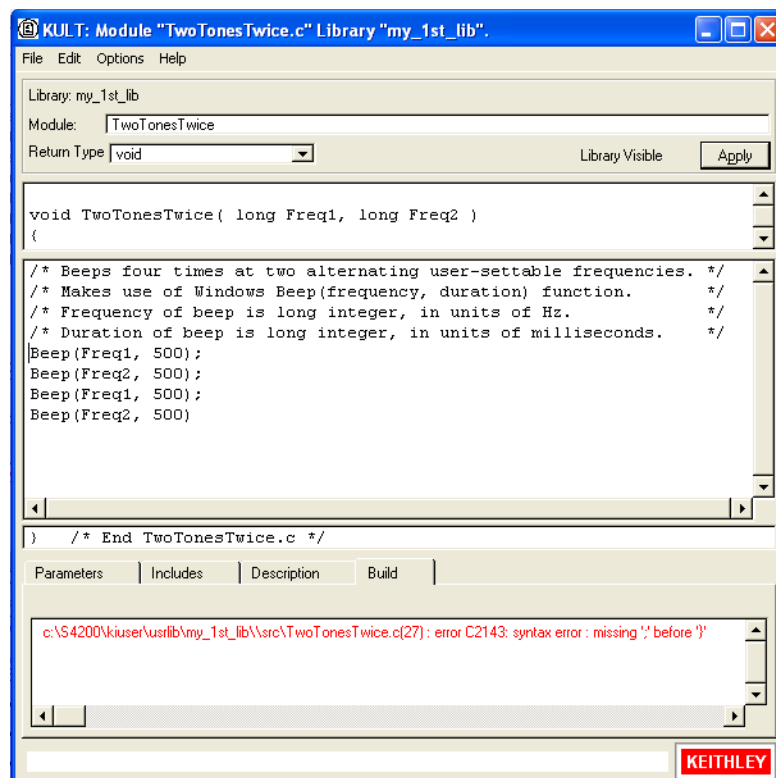 KULT: Module "TwoTonesTwice.c" Library "my_1st_lib".
File Edit Options Help
Library: my_1st_lib
Module: TwoTonesTwice
Return Type void Library Visible Apply
void TwoTonesTwice( long Freq1, long Freq2 )
{
/* Beeps four times at two alternating user-settable frequencies. */
/* Makes use of Windows Beep(frequency, duration) function. */
/* Frequency of beep is long integer, in units of Hz. */
/* Duration of beep is long integer, in units of milliseconds. */
Beep(Freq1, 500);
Beep(Freq2, 500);
Beep(Freq1, 500);
Beep(Freq2, 500)
} /* End TwoTonesTwice.c */
Parameters Includes Description Build
c:\S4200\kiuser\usrlib\my_1st_lib\\src\TwoTonesTwice.c(27) : error C2143: syntax error : missing ';' before '}'
KEITHLEY